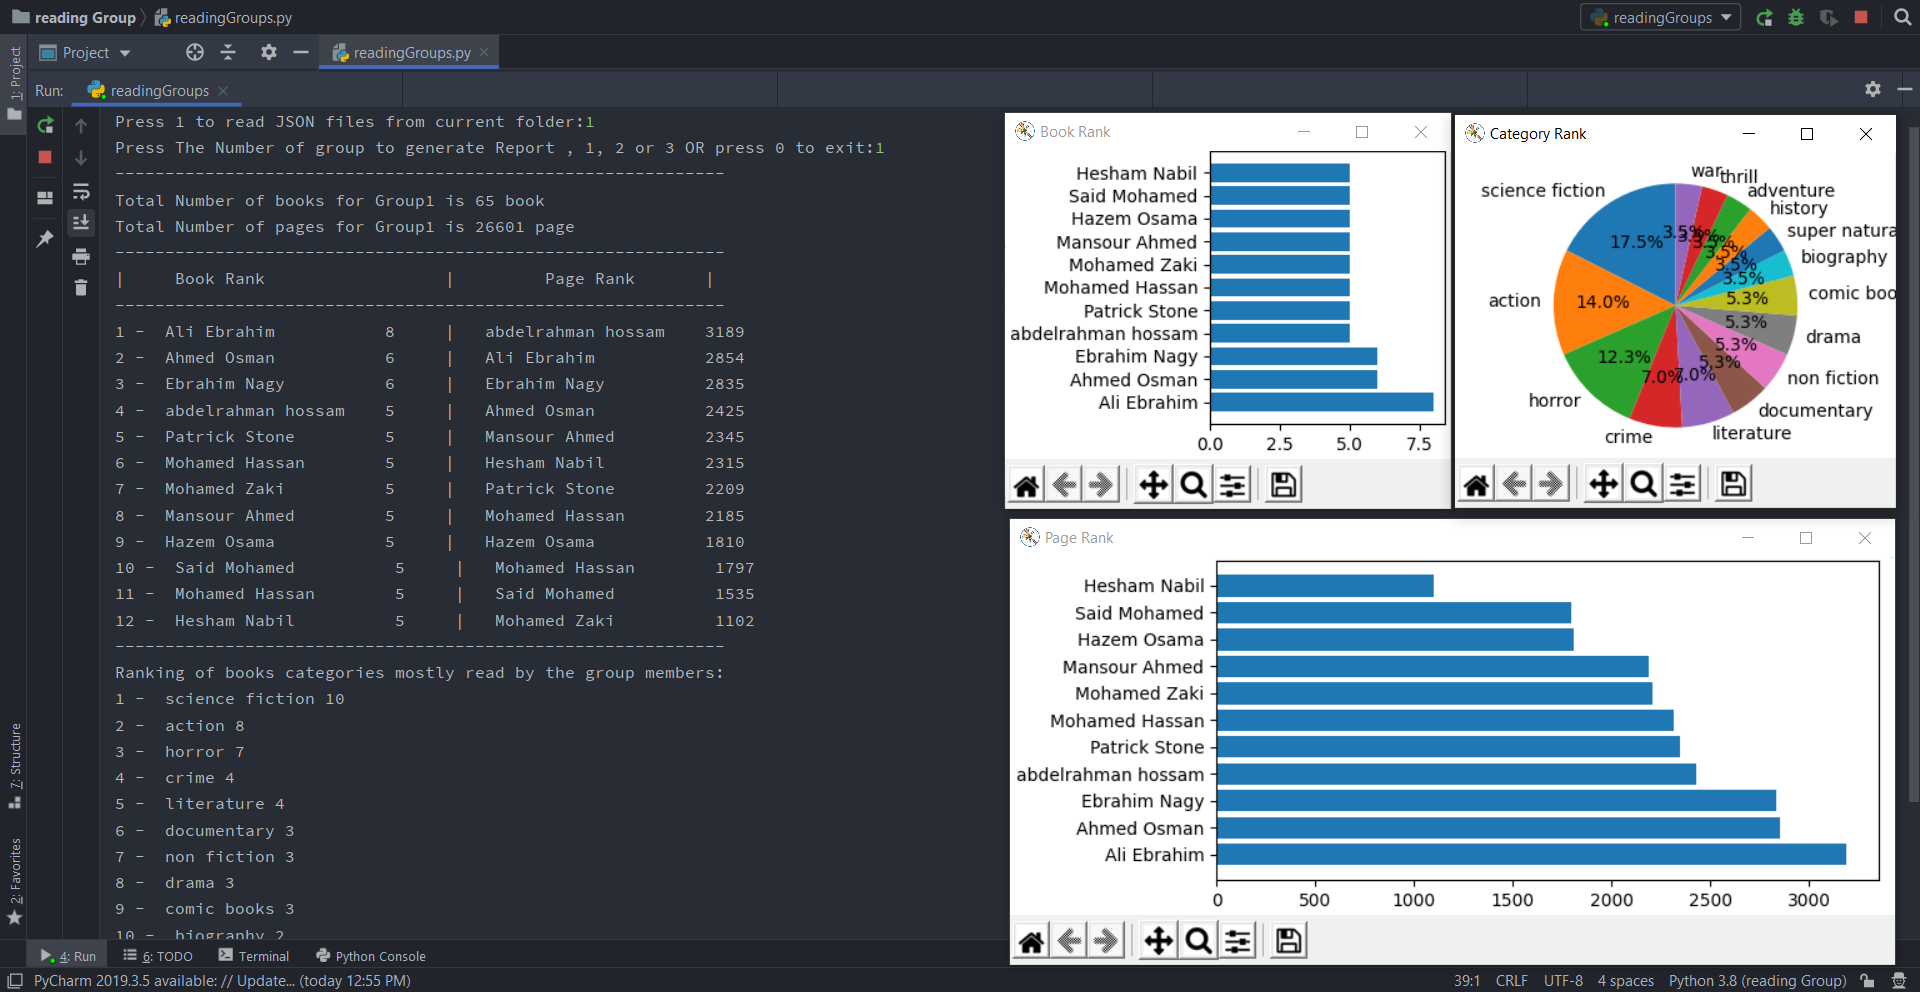 reading Group
readingGroups.py
readingGroups
1: Project
Project
readingGroups.py
Run:
readingGroups
Press 1 to read JSON files from current folder:1
Press The Number of group to generate Report , 1, 2 or 3 OR press 0 to exit:1
-------------------------------------------------------------
Total Number of books for Group1 is 65 book
Total Number of pages for Group1 is 26601 page
-------------------------------------------------------------
| Book Rank | Page Rank |
-------------------------------------------------------------
1 - Ali Ebrahim 8 | abdelrahman hossam 3189
2 - Ahmed Osman 6 | Ali Ebrahim 2854
3 - Ebrahim Nagy 6 | Ebrahim Nagy 2835
4 - abdelrahman hossam 5 | Ahmed Osman 2425
5 - Patrick Stone 5 | Mansour Ahmed 2345
6 - Mohamed Hassan 5 | Hesham Nabil 2315
7 - Mohamed Zaki 5 | Patrick Stone 2209
8 - Mansour Ahmed 5 | Mohamed Hassan 2185
9 - Hazem Osama 5 | Hazem Osama 1810
10 - Said Mohamed 5 | Mohamed Hassan 1797
11 - Mohamed Hassan 5 | Said Mohamed 1535
12 - Hesham Nabil 5 | Mohamed Zaki 1102
-------------------------------------------------------------
Ranking of books categories mostly read by the group members:
1 - science fiction 10
2 - action 8
3 - horror 7
4 - crime 4
5 - literature 4
6 - documentary 3
7 - non fiction 3
8 - drama 3
9 - comic books 3
10 - biography 2
7: Structure
2: Favorites
Book Rank
Hesham Nabil
Said Mohamed
Hazem Osama
Mansour Ahmed
Mohamed Zaki
Mohamed Hassan
Patrick Stone
abdelrahman hossam
Ebrahim Nagy
Ahmed Osman
Ali Ebrahim
0.0 2.5 5.0 7.5
Category Rank
war
thrill
science fiction
adventure
history
super natura
biography
comic boo
drama
non fiction
documentary
literature
crime
horror
action
17.5%
14.0%
12.3%
7.0%
7.0%
5.3%
5.3%
5.3%
5.3%
3.5%
3.5%
3.5%
3.5%
3.5%
3.5%
Page Rank
Hesham Nabil
Said Mohamed
Hazem Osama
Mansour Ahmed
Mohamed Zaki
Mohamed Hassan
Patrick Stone
abdelrahman hossam
Ebrahim Nagy
Ahmed Osman
Ali Ebrahim
0 500 1000 1500 2000 2500 3000
4: Run
6: TODO
Terminal
Python Console
PyCharm 2019.3.5 available: // Update... (today 12:55 PM)
39:1 CRLF UTF-8 4 spaces Python 3.8 (reading Group)